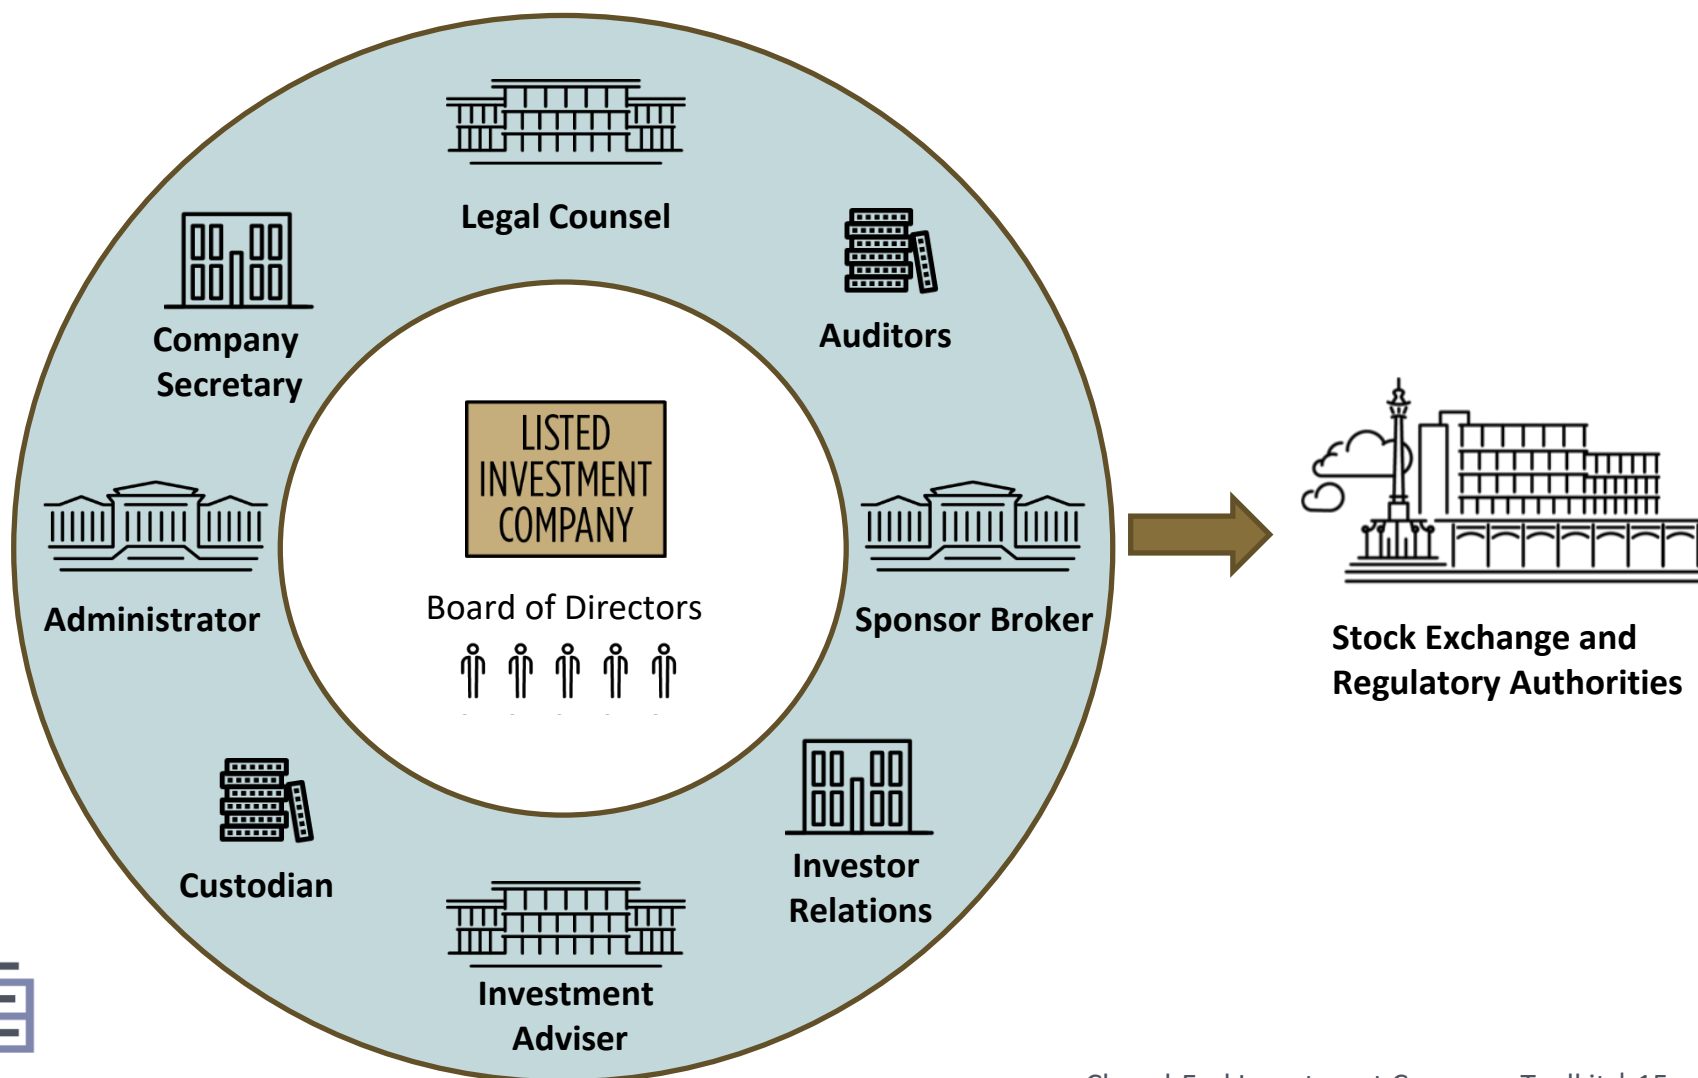 Legal Counsel
Auditors
Company
Secretary
LISTED
INVESTMENT
COMPANY
Board of Directors
Administrator
Sponsor Broker
Stock Exchange and
Regulatory Authorities
Custodian
Investor
Relations
Investment
Adviser